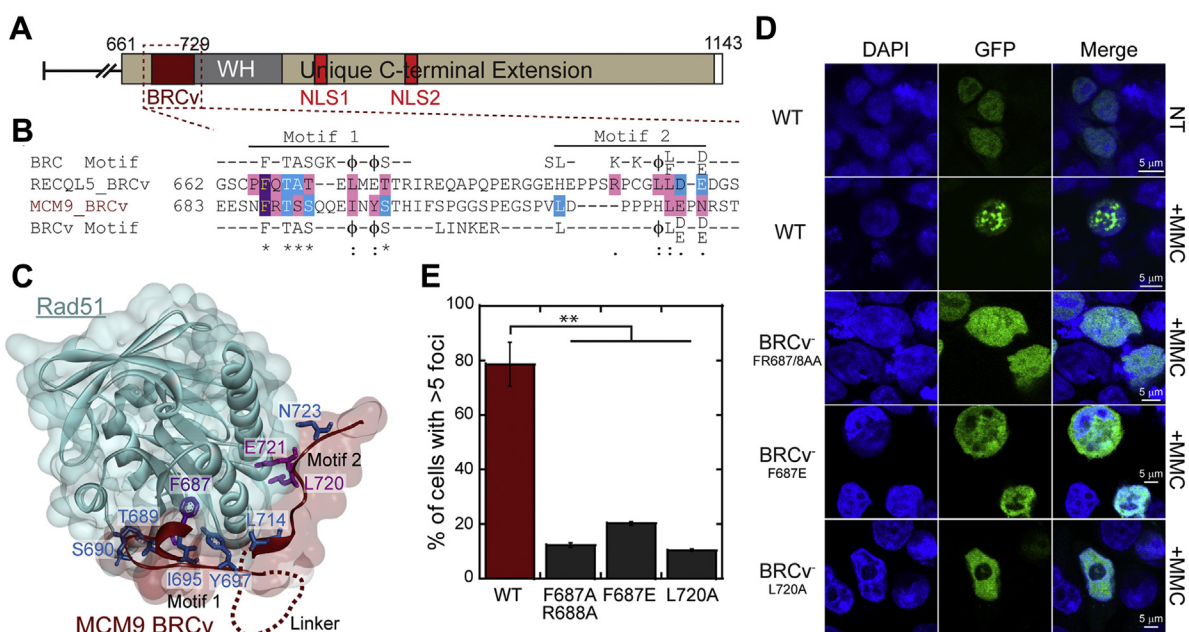 A
661 729 1143
WH Unique C-terminal Extension
BRCv NLS1 NLS2
B
Motif 1 Motif 2
BRC Motif ----F-TASGK-ϕ-ϕS---------------SL----K-K--ϕ
L D
F E
RECQL5_BRCv 662 GSCPFQTAT--ELMETTRIREQAPQPERGGEHEPPSRPCGLLDDEDGS
MCM9_BRCv 683 EESNFRTSSQQEINYSTHIFSPGGSPEGSPVLD----PPPHLEPNRST
BRCv Motif ----F-TAS---ϕ-ϕS----LINKER-----L--------ϕL
D D
E E
* *** : : * . : : . .
C
Rad51
N723
E721
Motif 2
L720
F687
T689 L714
S690
I695 Y697
Motif 1
Linker
MCM9 BRCv
D
DAPI GFP Merge
WT NT
5 μm
WT +MMC
5 μm
BRCv-
FR687/8AA
+MMC
5 μm
BRCv-
F687E
+MMC
5 μm
BRCv-
L720A
+MMC
5 μm
E
% of cells with >5 foci
100
80
60
40
20
0
**
WT F687A F687E L720A
R688A